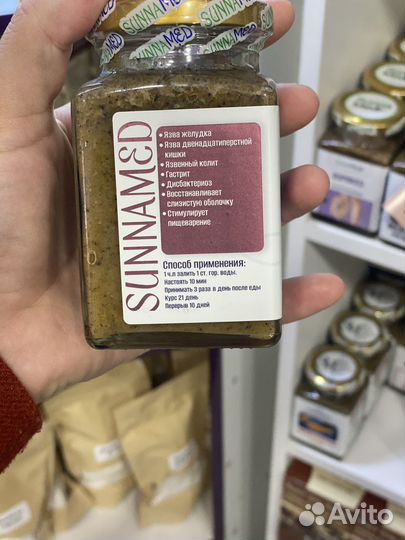 SUNNAMED
SUNNAMED
SUNNAMED
• Язва желудка
• Язва двенадцатиперстной
кишки
• Язвенный колит
• Гастрит
• Дисбактериоз
• Восстанавливает
слизистую оболочку
• Стимулирует
пищеварение
Способ применения:
1 ч.л залить 1 ст. гор. воды.
Настоять 10 мин
Принимать 3 раза в день после еды
Курс 21 день
Перерыв 10 дней
Avito